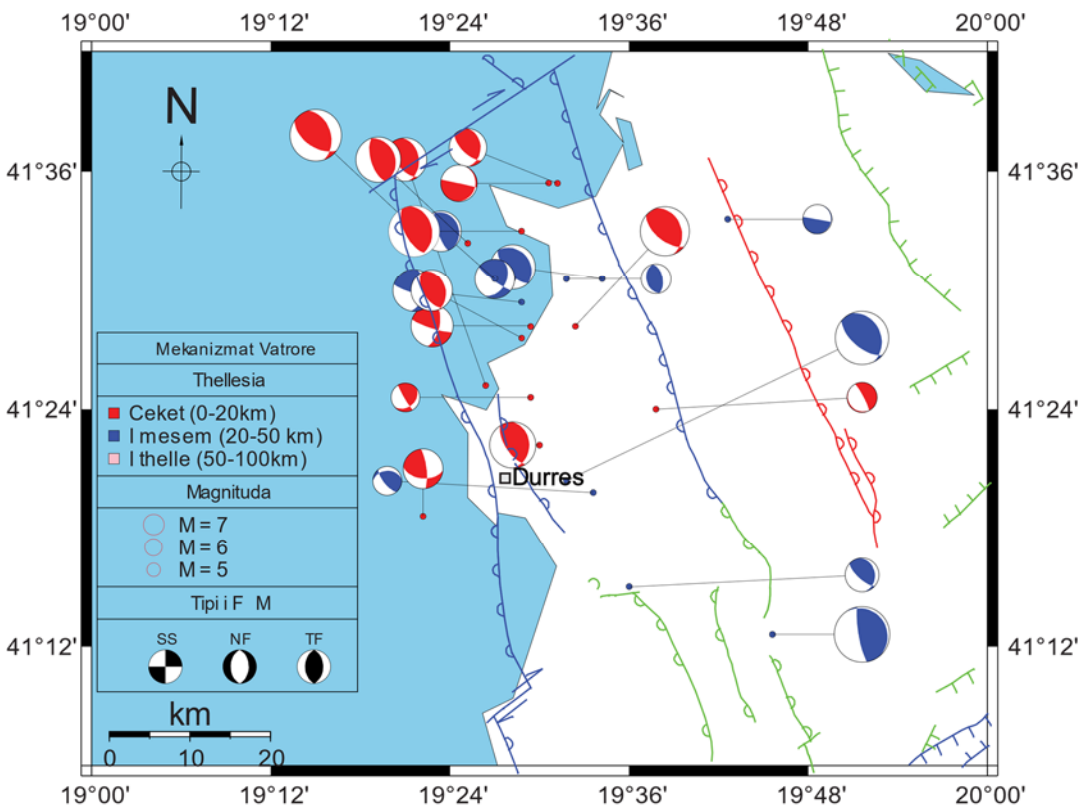 19°00' 19°12' 19°24' 19°36' 19°48' 20°00'
N
41°36' 41°36'
Mekanizmat Vatrore
Thellesia
Ceket (0-20km)
I mesem (20-50 km)
I thelle (50-100km)
Magnituda
M = 7
M = 6
M = 5
Tipi i F M
SS NF TF
41°24' 41°24'
Durres
41°12' 41°12'
km
0 10 20
19°00' 19°12' 19°24' 19°36' 19°48' 20°00'